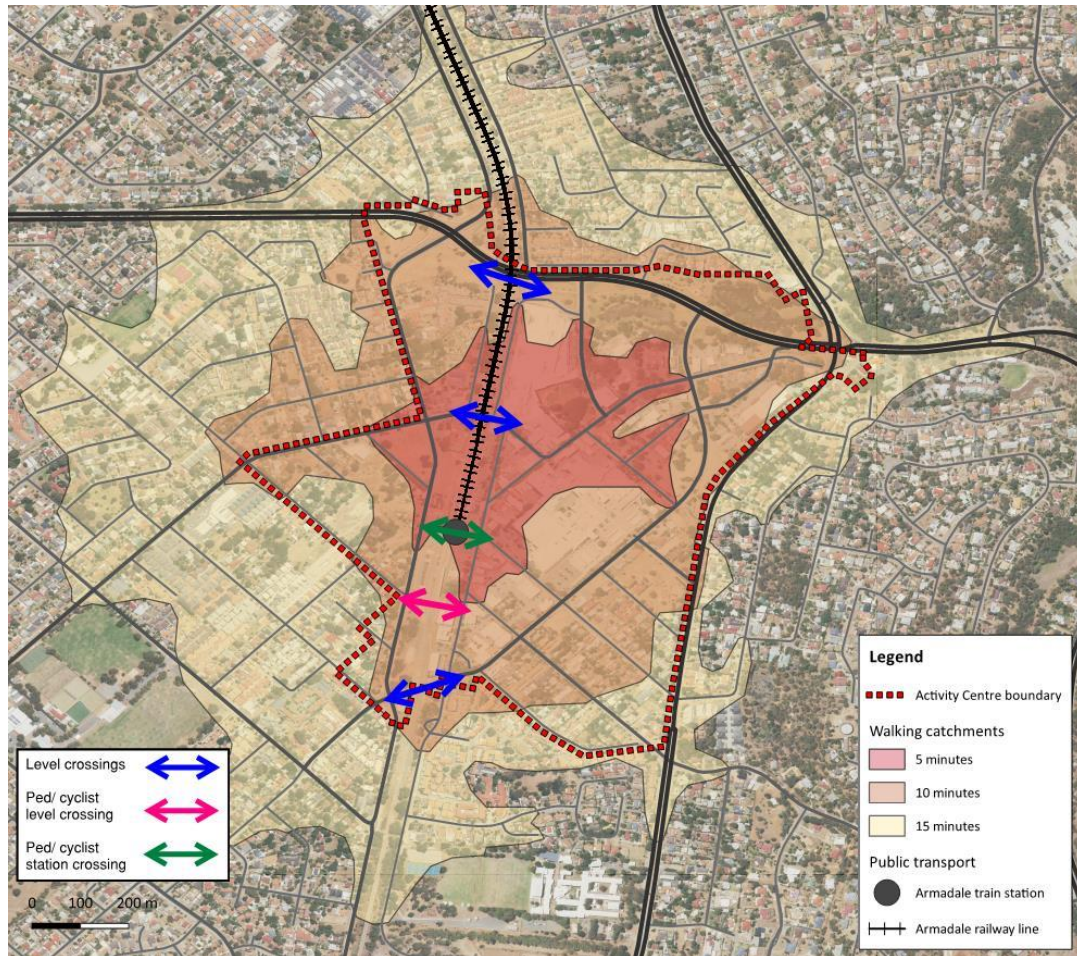 Level crossings
Ped/ cyclist
level crossing
Ped/ cyclist
station crossing
0 100 200 m
Legend
Activity Centre boundary
Walking catchments
5 minutes
10 minutes
15 minutes
Public transport
Armadale train station
Armadale railway line